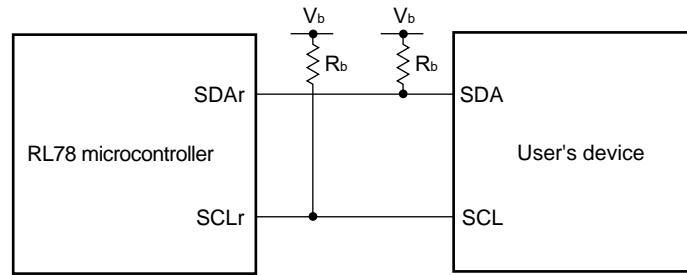 Vb Vb
Rb Rb
SDAr SDA
RL78 microcontroller User's device
SCLr SCL